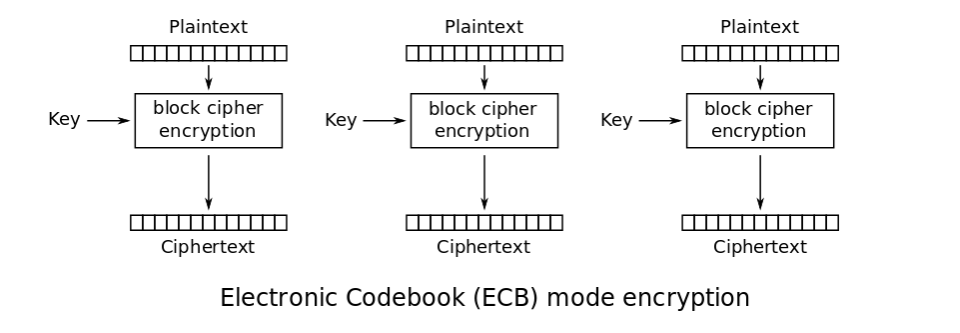 Plaintext Plaintext Plaintext
Key block cipher encryption Key block cipher encryption Key block cipher encryption
Ciphertext Ciphertext Ciphertext
Electronic Codebook (ECB) mode encryption